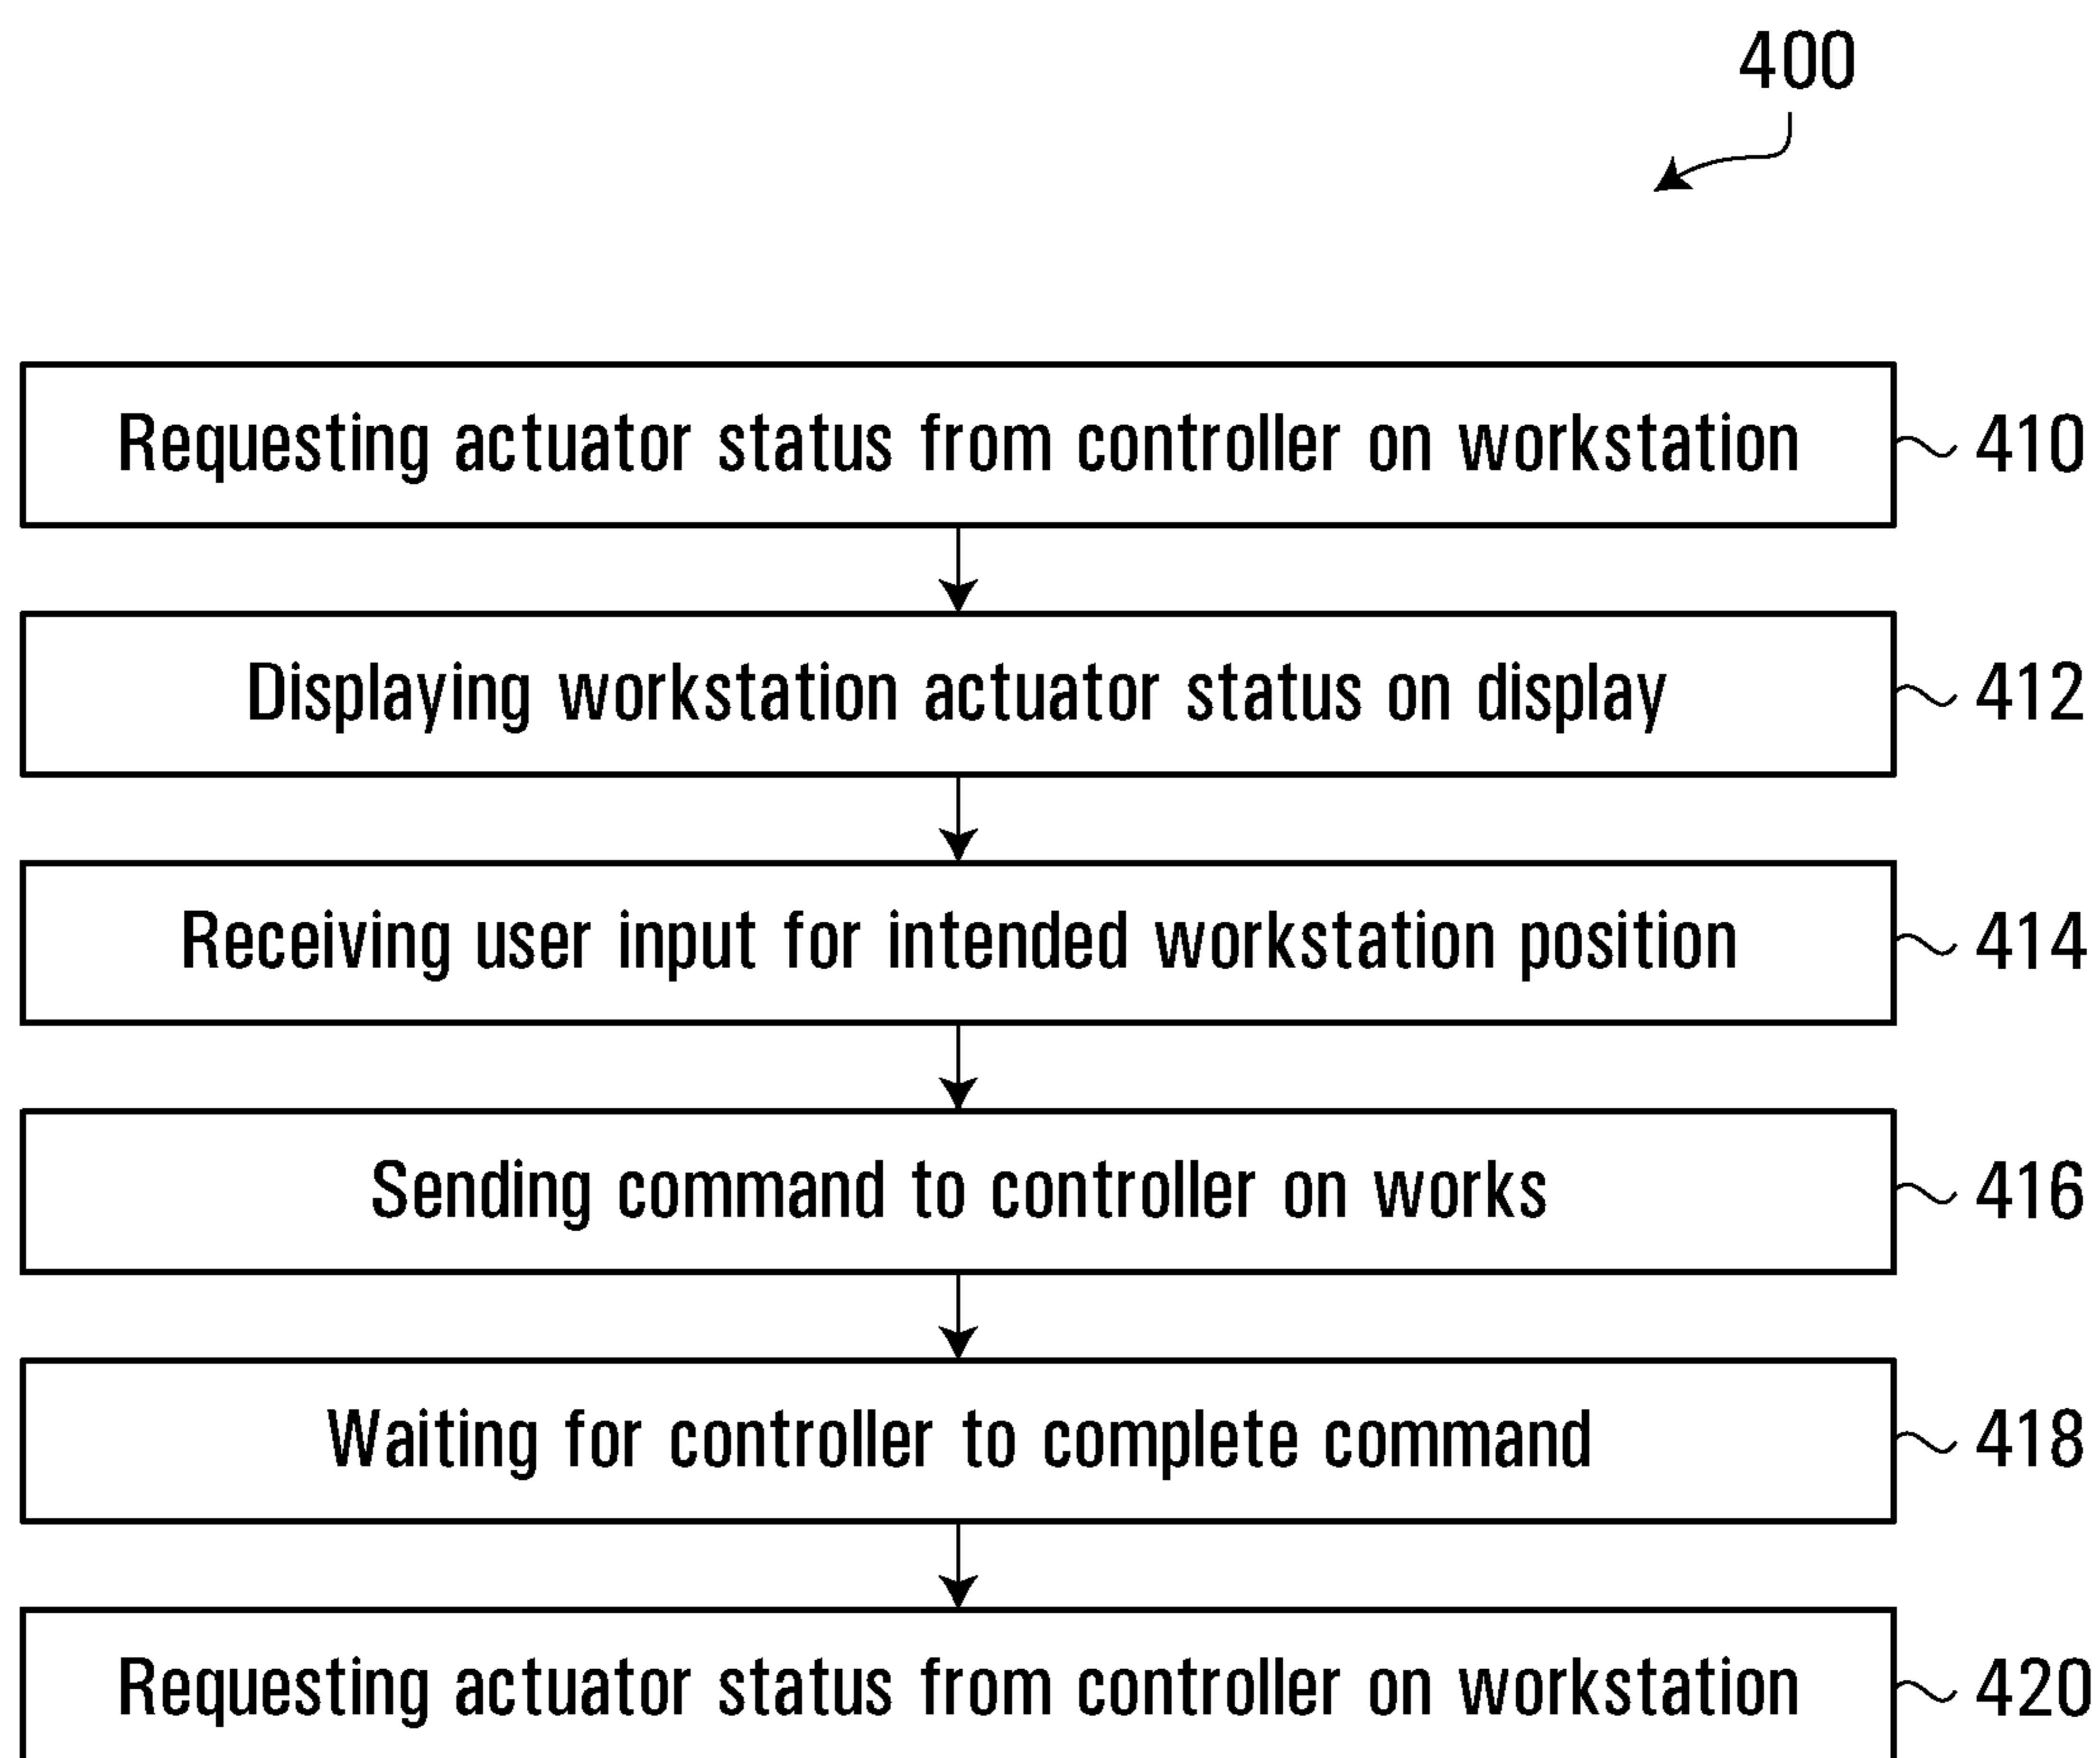 400
Requesting actuator status from controller on workstation 410
Displaying workstation actuator status on display 412
Receiving user input for intended workstation position 414
Sending command to controller on works 416
Waiting for controller to complete command 418
Requesting actuator status from controller on workstation 420